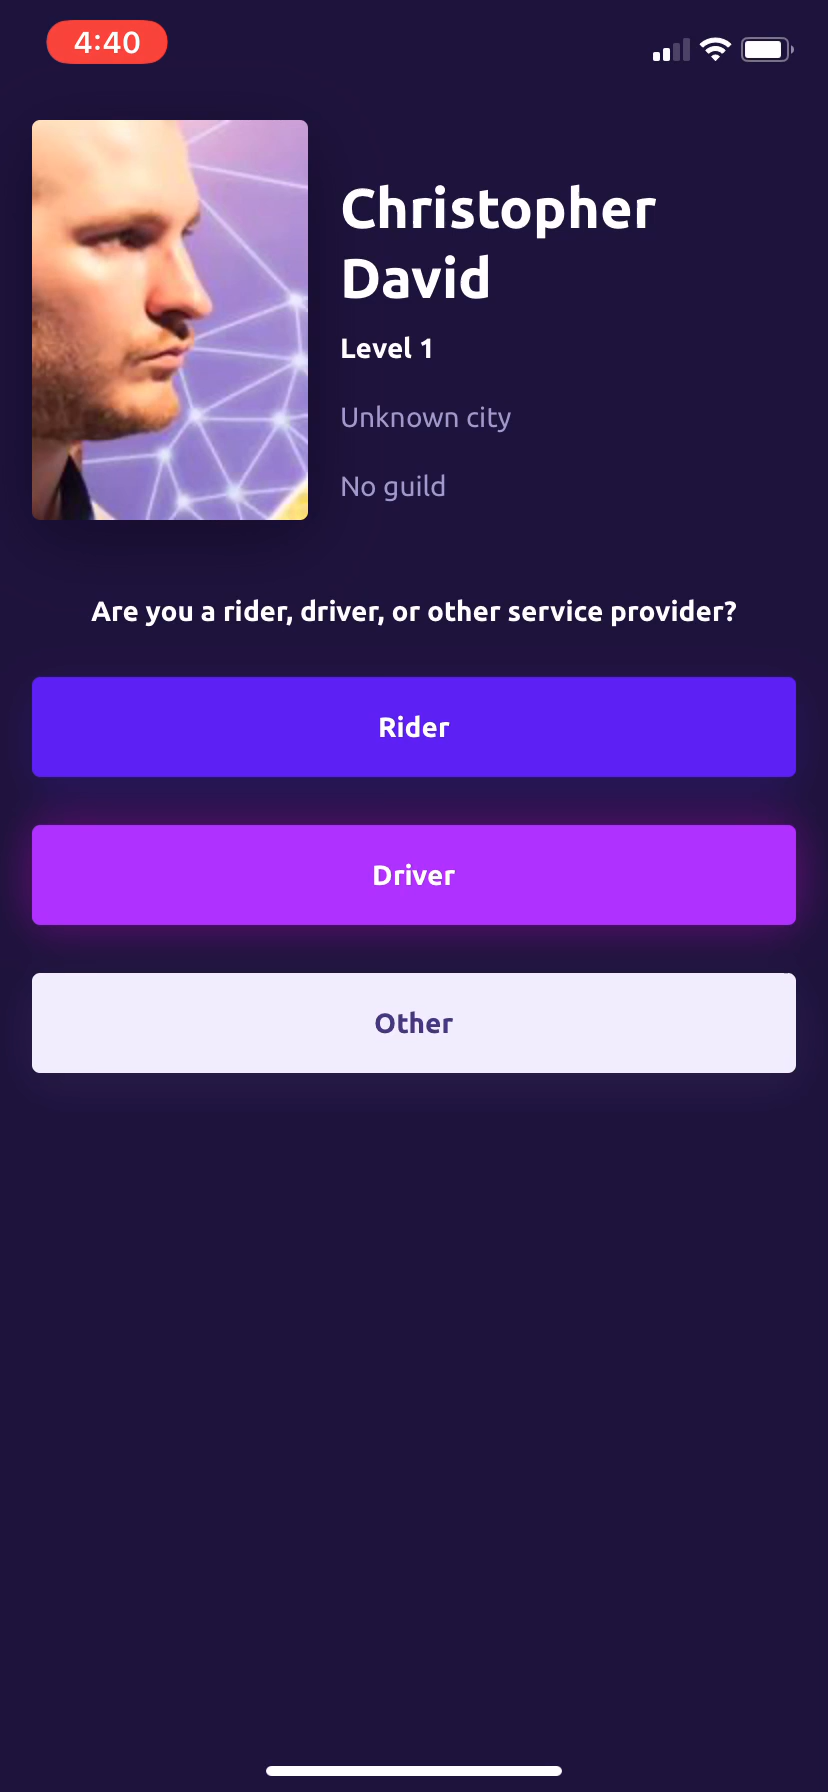 4:40
Christopher
David
Level 1
Unknown city
No guild
Are you a rider, driver, or other service provider?
Rider
Driver
Other